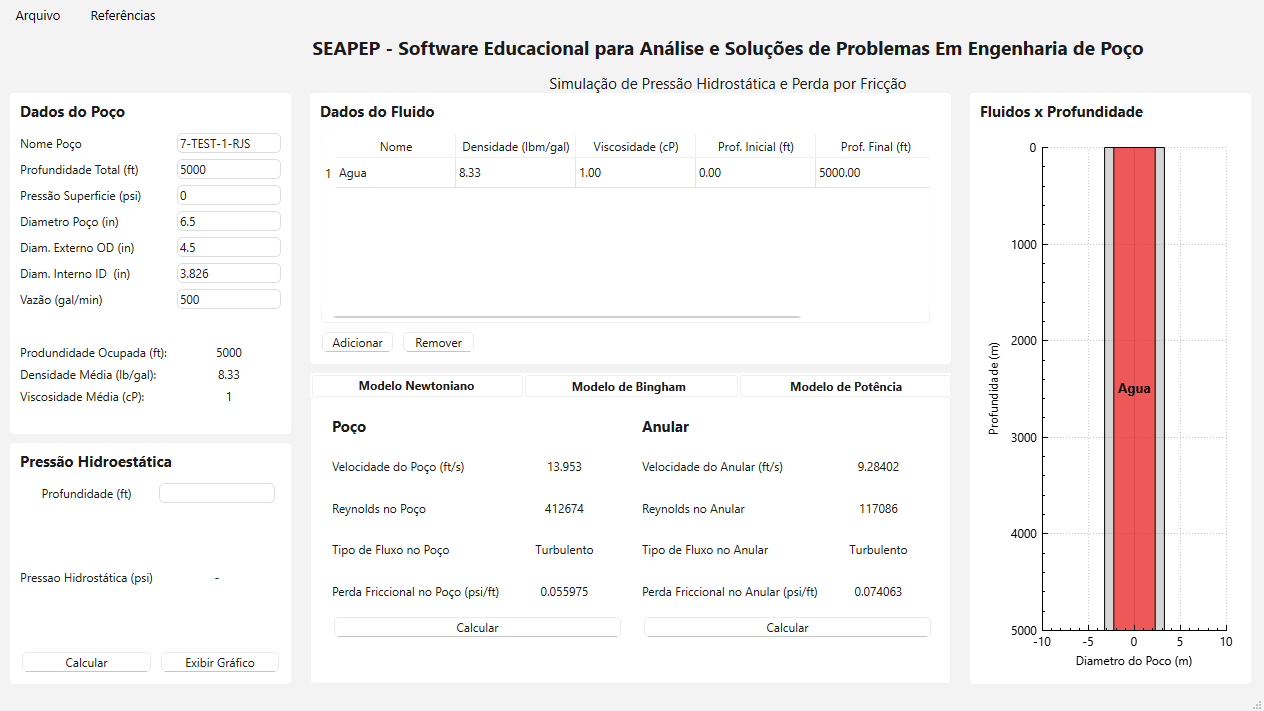 Arquivo Referências
SEAPEP - Software Educacional para Análise e Soluções de Problemas Em Engenharia de Poço
Simulação de Pressão Hidrostática e Perda por Fricção
Dados do Poço
Nome Poço 7-TEST-1-RJS
Profundidade Total (ft) 5000
Pressão Superficie (psi) 0
Diametro Poço (in) 6.5
Diam. Externo OD (in) 4.5
Diam. Interno ID (in) 3.826
Vazão (gal/min) 500
Produndidade Ocupada (ft): 5000
Densidade Média (lb/gal): 8.33
Viscosidade Média (cP): 1
Pressão Hidroestática
Profundidade (ft)
Pressao Hidrostática (psi) -
Calcular Exibir Gráfico
Dados do Fluido
Nome Densidade (lbm/gal) Viscosidade (cP) Prof. Inicial (ft) Prof. Final (ft)
1 Agua 8.33 1.00 0.00 5000.00
Adicionar Remover
Modelo Newtoniano Modelo de Bingham Modelo de Potência
Poço Anular
Velocidade do Poço (ft/s) 13.953 Velocidade do Anular (ft/s) 9.28402
Reynolds no Poço 412674 Reynolds no Anular 117086
Tipo de Fluxo no Poço Turbulento Tipo de Fluxo no Anular Turbulento
Perda Friccional no Poço (psi/ft) 0.055975 Perda Friccional no Anular (psi/ft) 0.074063
Calcular Calcular
Fluidos x Profundidade
0
1000
2000
3000
4000
5000
Profundidade (m)
Agua
-10 -5 0 5 10
Diametro do Poco (m)